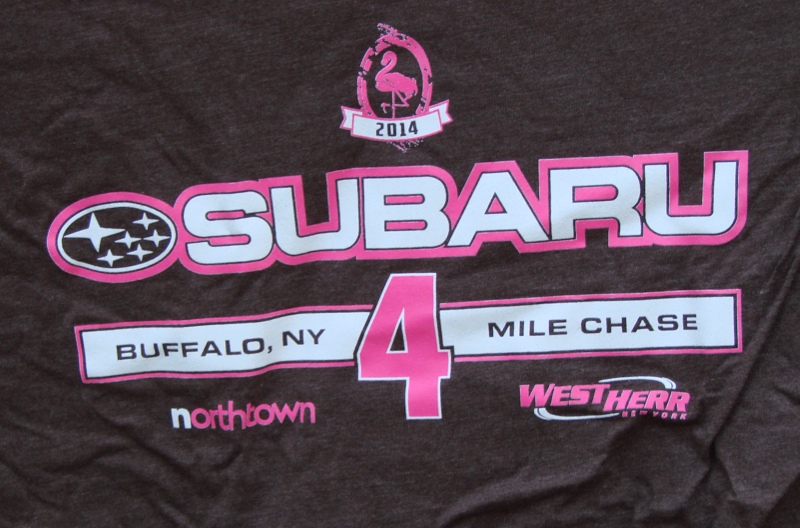 2014
SUBARU
BUFFALO, NY 4 MILE CHASE
northtown
WEST HERR
NEW YORK